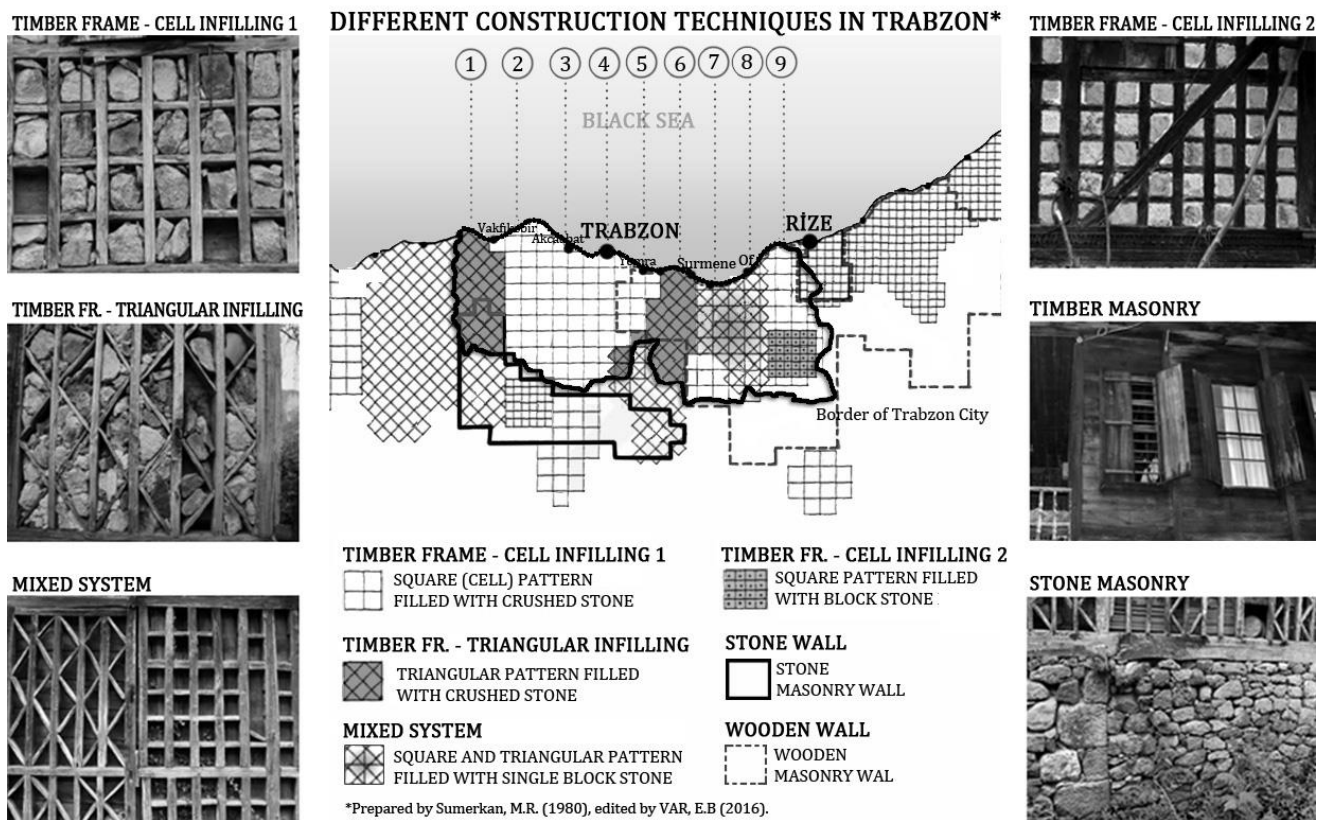 TIMBER FRAME - CELL INFILLING 1
DIFFERENT CONSTRUCTION TECHNIQUES IN TRABZON*
TIMBER FRAME - CELL INFILLING 2
1 2 3 4 5 6 7 8 9
BLACK SEA
Vakfikebir
Akcaabat
TRABZON
RİZE
Yomra
Surmene
Of
TIMBER FR. - TRIANGULAR INFILLING
TIMBER MASONRY
Border of Trabzon City
MIXED SYSTEM
STONE MASONRY
TIMBER FRAME - CELL INFILLING 1
SQUARE (CELL) PATTERN
FILLED WITH CRUSHED STONE
TIMBER FR. - CELL INFILLING 2
SQUARE PATTERN FILLED
WITH BLOCK STONE
TIMBER FR. - TRIANGULAR INFILLING
TRIANGULAR PATTERN FILLED
WITH CRUSHED STONE
STONE WALL
STONE
MASONRY WALL
MIXED SYSTEM
SQUARE AND TRIANGULAR PATTERN
FILLED WITH SINGLE BLOCK STONE
WOODEN WALL
WOODEN
MASONRY WAL
*Prepared by Sumerkan, M.R. (1980), edited by VAR, E.B (2016).